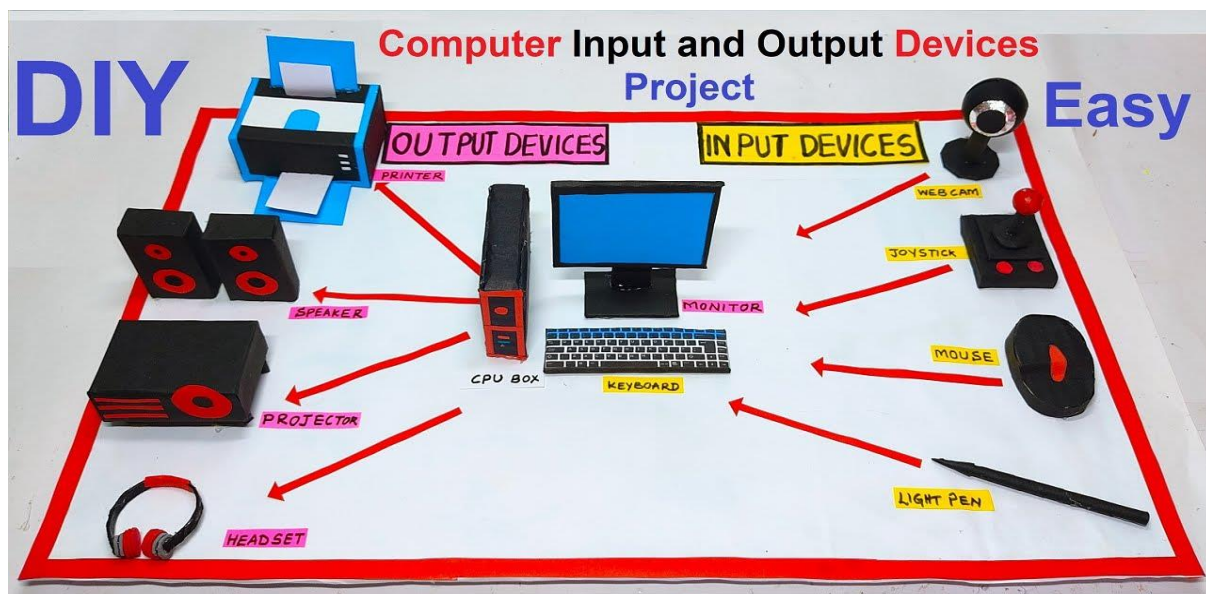 DIY
Computer Input and Output Devices
Project
Easy
OUTPUT DEVICES
INPUT DEVICES
PRINTER
WEB CAM
SPEAKER
MONITOR
JOYSTICK
PROJECTOR
CPU BOX
KEYBOARD
MOUSE
HEADSET
LIGHT PEN